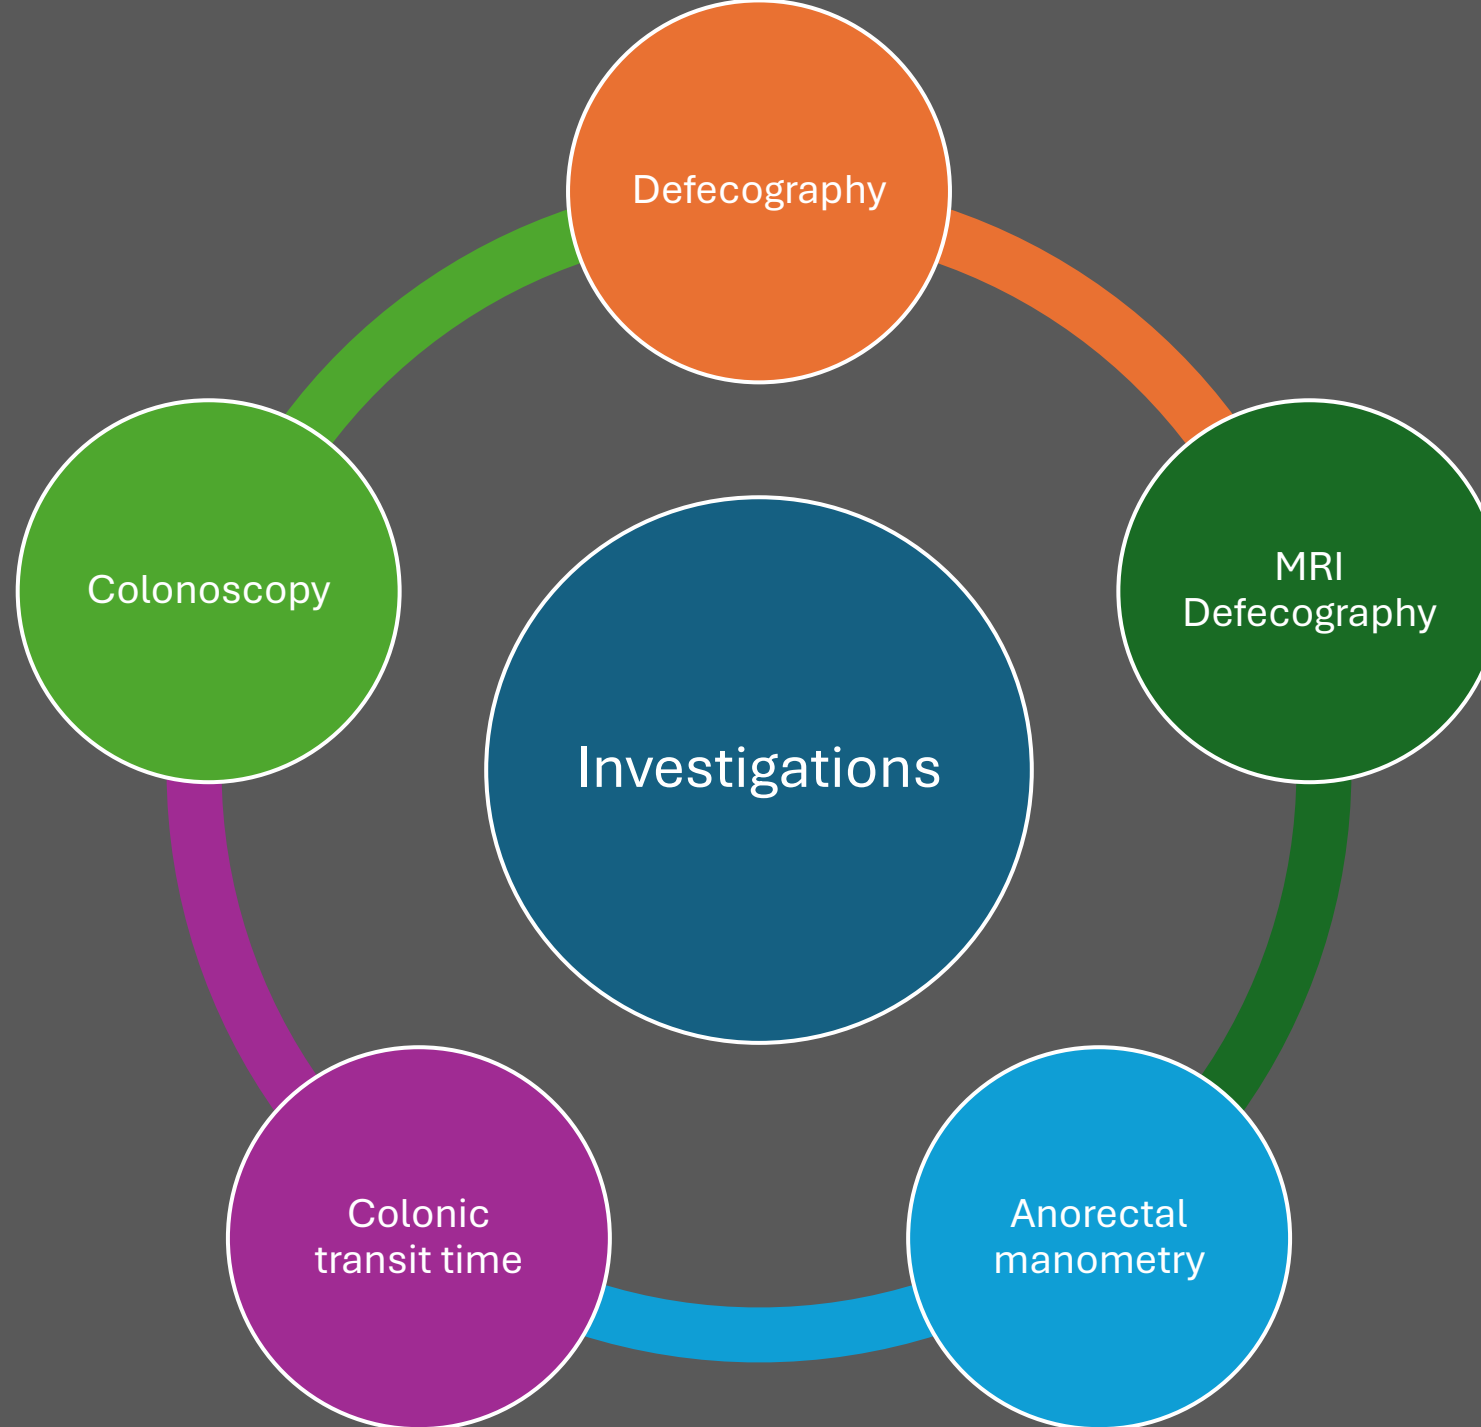 Defecography
MRI
Defecography
Anorectal
manometry
Colonic
transit time
Colonoscopy
Investigations